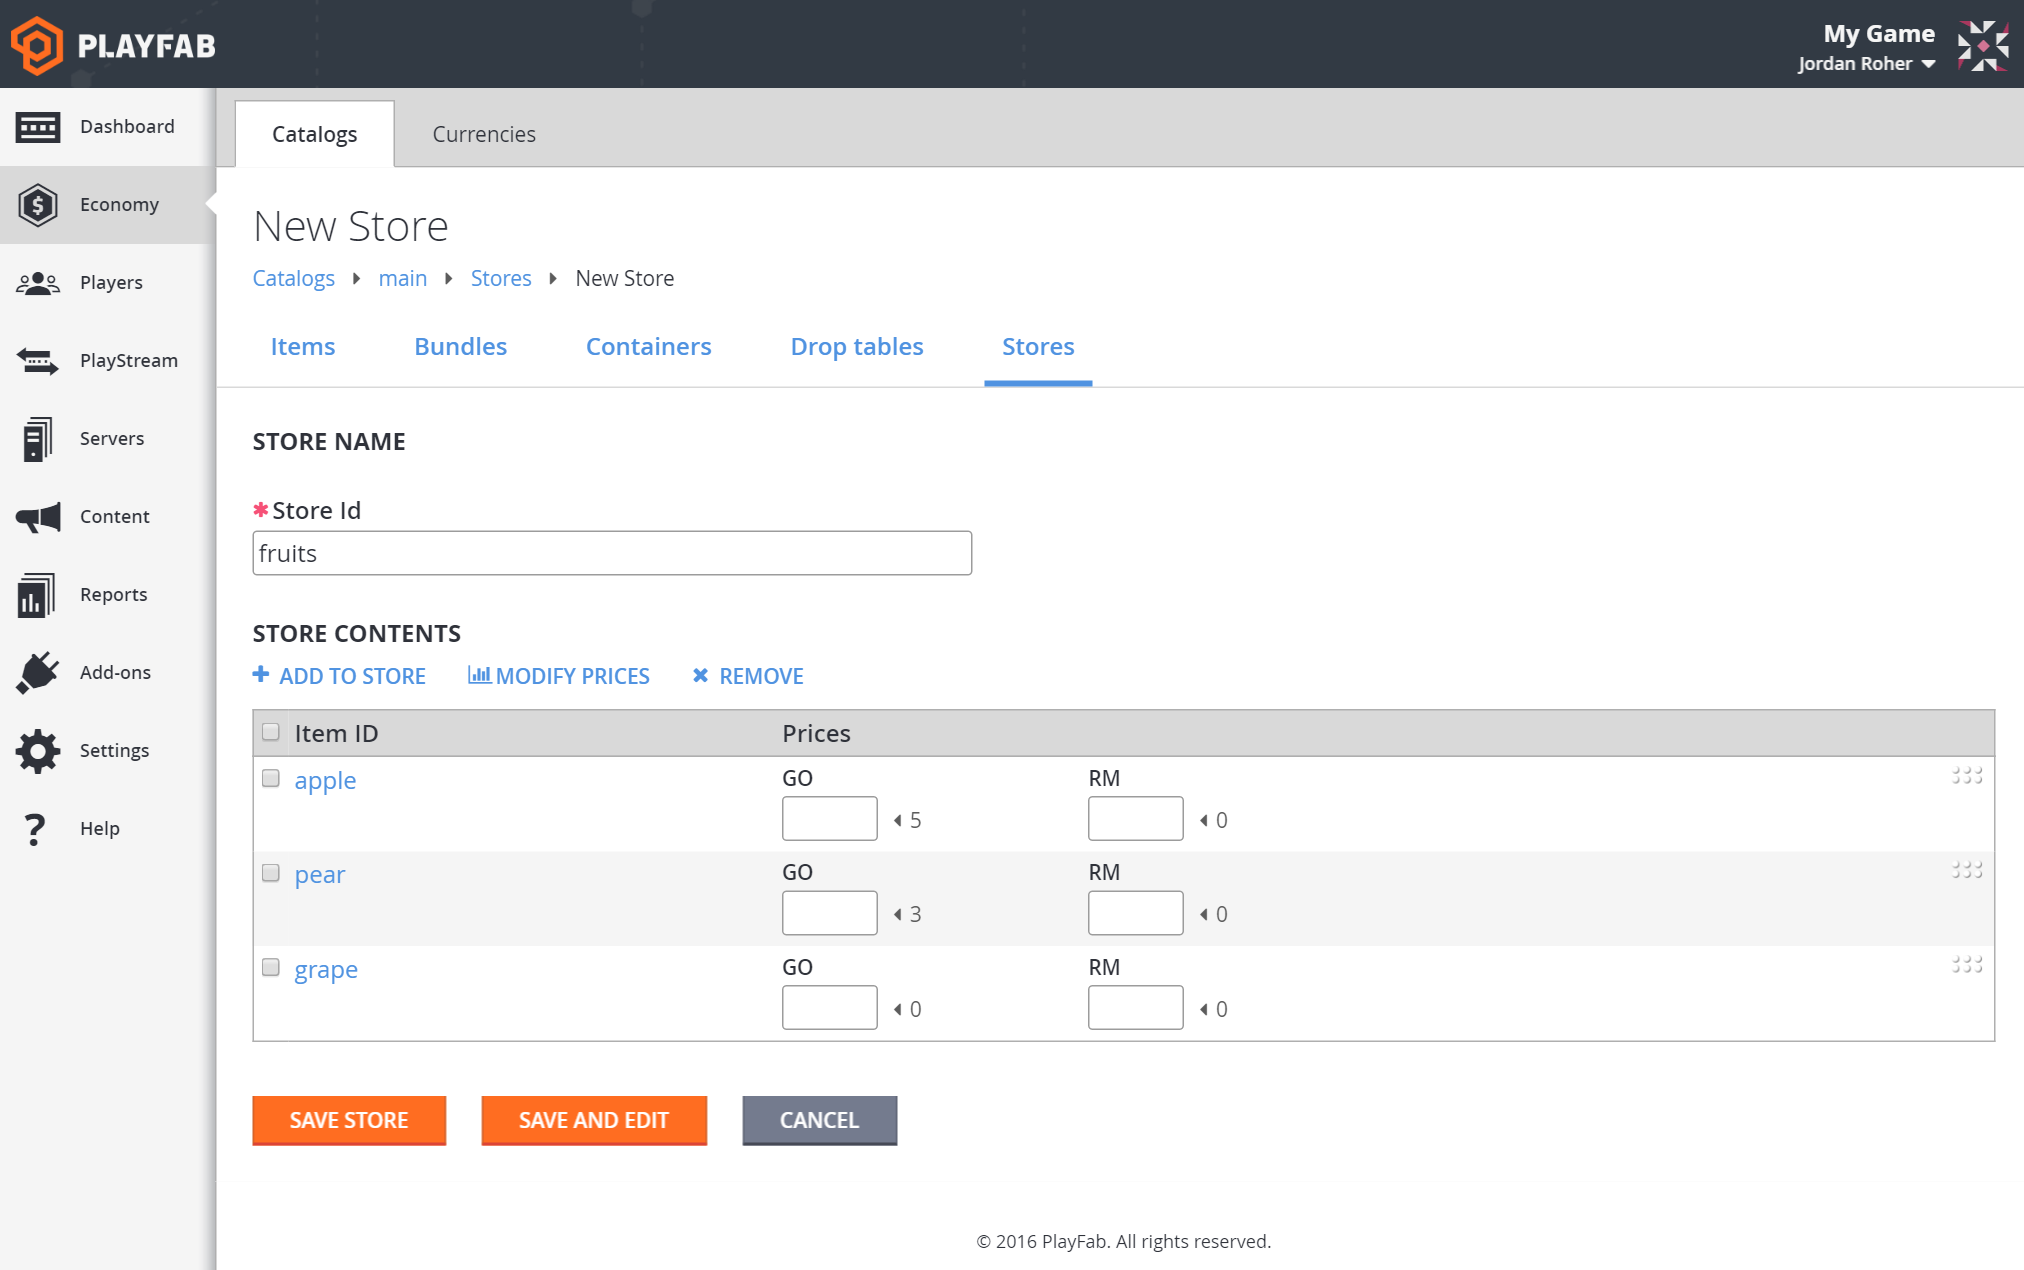 PLAYFAB
My Game
Jordan Roher
Dashboard
Economy
Players
PlayStream
Servers
Content
Reports
Add-ons
Settings
Help
Catalogs Currencies
New Store
Catalogs main Stores New Store
Items Bundles Containers Drop tables Stores
STORE NAME
*Store Id
fruits
STORE CONTENTS
ADD TO STORE MODIFY PRICES REMOVE
Item ID Prices
apple GO 5 RM 0
pear GO 3 RM 0
grape GO 0 RM 0
SAVE STORE SAVE AND EDIT CANCEL
© 2016 PlayFab. All rights reserved.